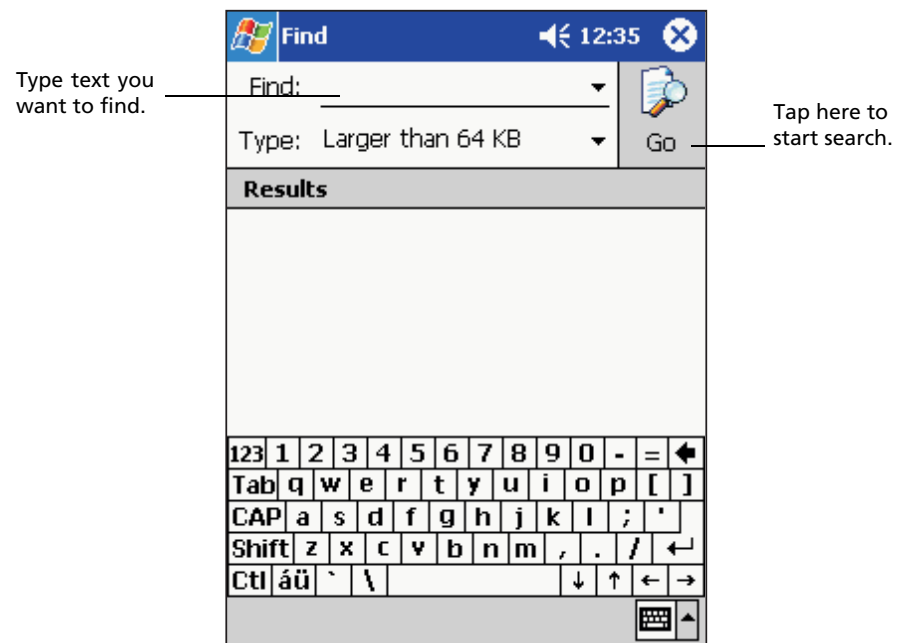 Find 12:35
Type text you
want to find.
Find:
Type: Larger than 64 KB
Go
Tap here to
start search.
Results
123 1 2 3 4 5 6 7 8 9 0 - =
Tab q w e r t y u i o p [ ]
CAP a s d f g h j k l ; '
Shift z x c v b n m , . /
Ctl áü ` \ ↓ ↑ ← →